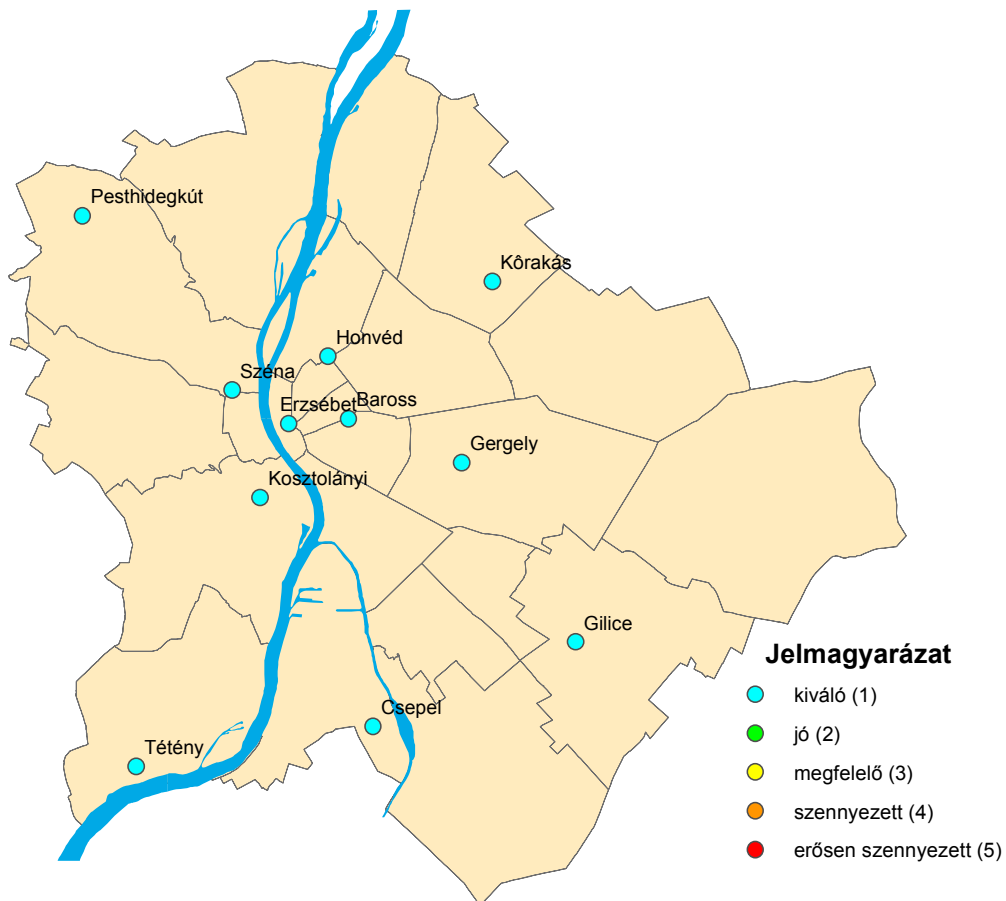 Pesthidegkút
Kôrakás
Honvéd
Széna
Erzsébet
Baross
Gergely
Kosztolányi
Gilice
Csepel
Tétény
Jelmagyarázat
kiváló (1)
jó (2)
megfelelő (3)
szennyezett (4)
erősen szennyezett (5)